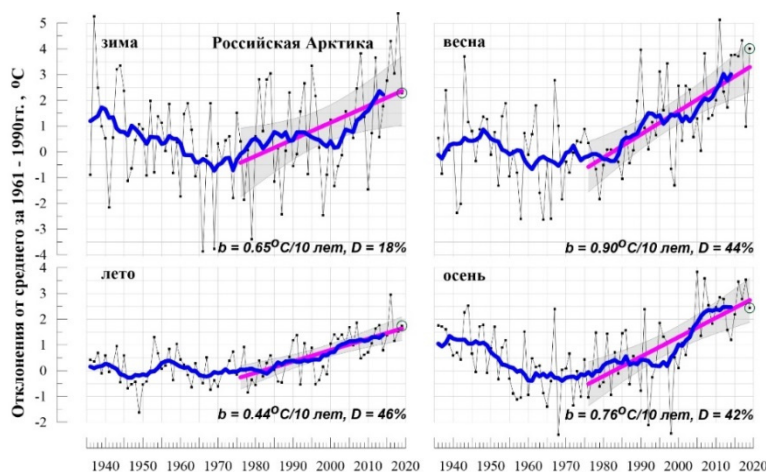 зима Российская Арктика
весна
b = 0.65°C/10 лет, D = 18%
b = 0.90°C/10 лет, D = 44%
лето
осень
b = 0.44°C/10 лет, D = 46%
b = 0.76°C/10 лет, D = 42%
Отклонения от среднего за 1961 - 1990гг. , °C
5
4
3
2
1
0
-1
-2
-3
-4
4
3
2
1
0
-1
-2
1940 1950 1960 1970 1980 1990 2000 2010 2020
1940 1950 1960 1970 1980 1990 2000 2010 2020